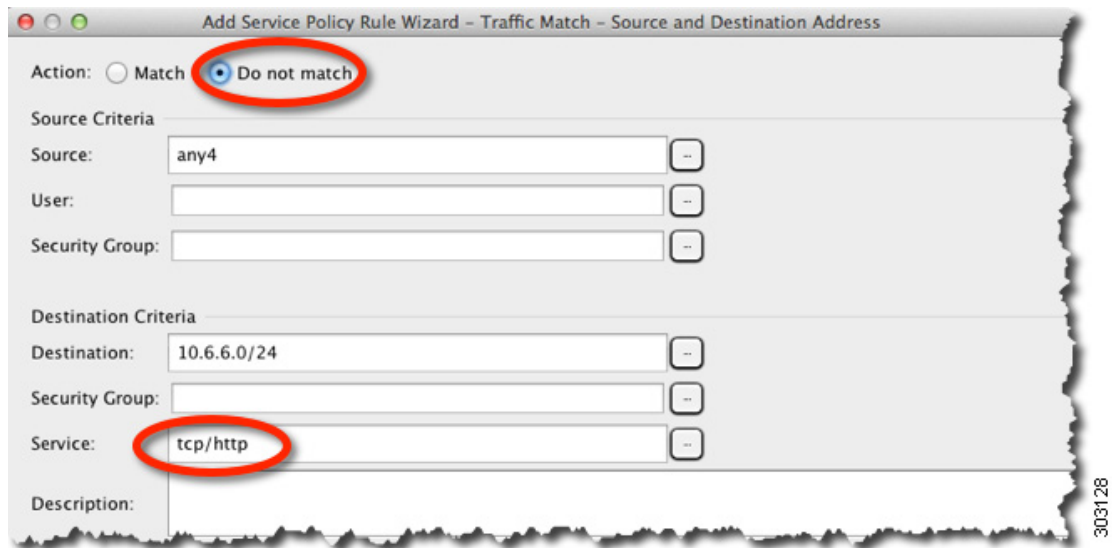 Add Service Policy Rule Wizard – Traffic Match – Source and Destination Address
Action: Match Do not match
Source Criteria
Source: any4 ...
User: ...
Security Group: ...
Destination Criteria
Destination: 10.6.6.0/24 ...
Security Group: ...
Service: tcp/http ...
Description:
303128